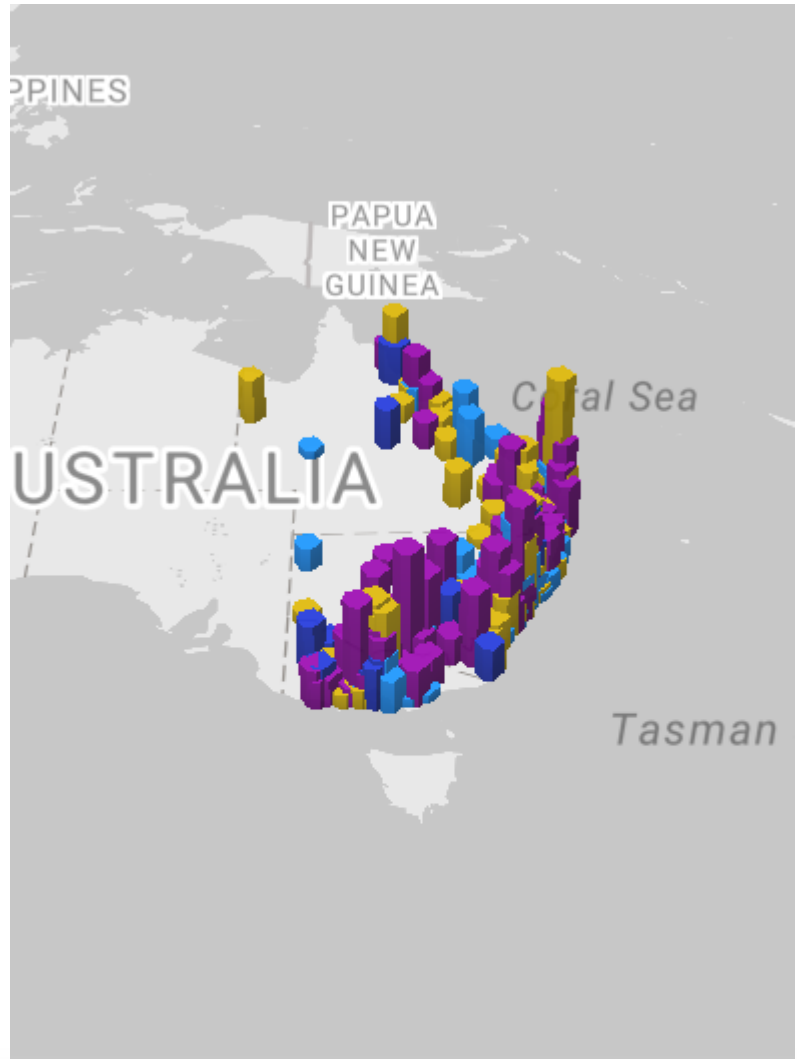 PPINES
PAPUA
NEW
GUINEA
Coral Sea
USTRALIA
Tasman